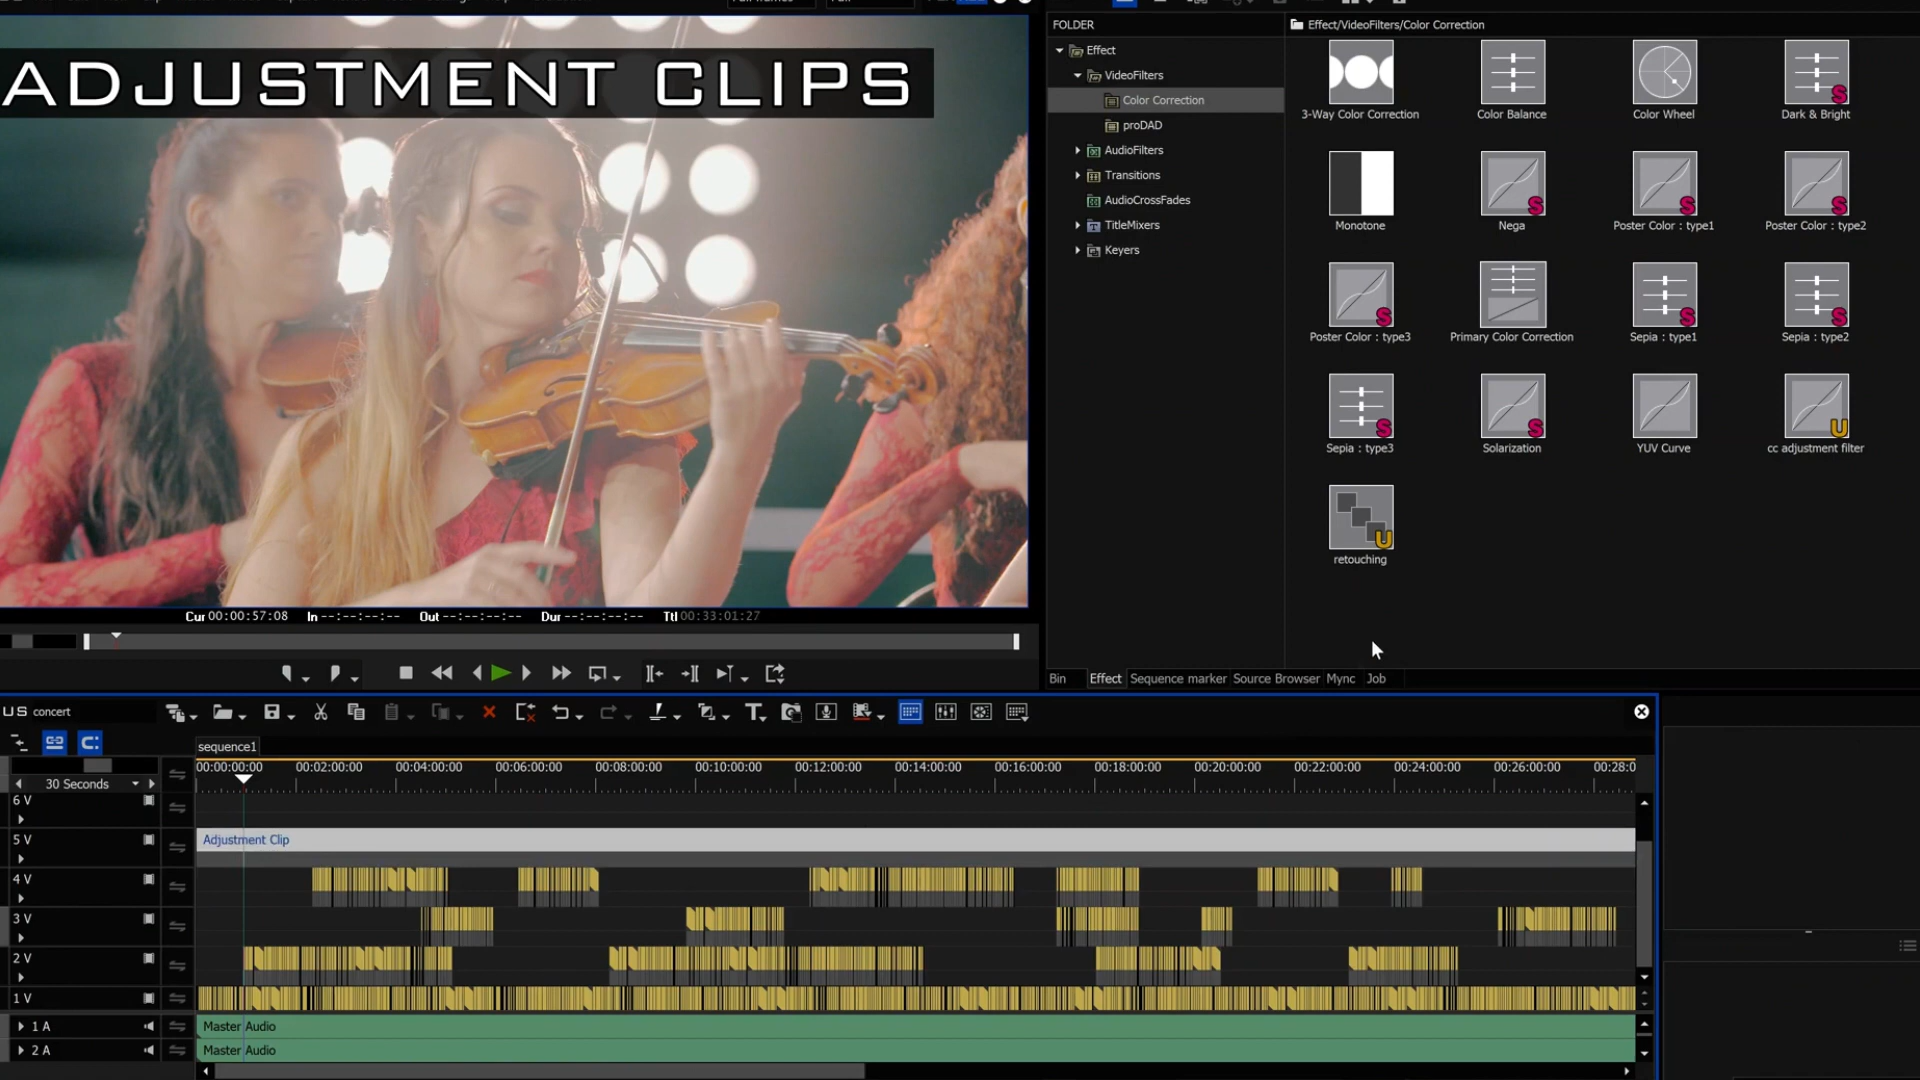 ADJUSTMENT CLIPS
Cur 00:00:57:08 In --:--:--:-- Out --:--:--:-- Dur --:--:--:-- Ttl 00:33:01:27
FOLDER
Effect
VideoFilters
Color Correction
proDAD
AudioFilters
Transitions
AudioCrossFades
TitleMixers
Keyers
Effect/VideoFilters/Color Correction
3-Way Color Correction
Color Balance
Color Wheel
S
Dark & Bright
Monotone
S
Nega
S
Poster Color : type1
S
Poster Color : type2
S
Poster Color : type3
Primary Color Correction
S
Sepia : type1
S
Sepia : type2
S
Sepia : type3
S
Solarization
YUV Curve
U
cc adjustment filter
U
retouching
Bin Effect Sequence marker Source Browser Mync Job
US concert
sequence1
30 Seconds
00:00:00:00 00:02:00:00 00:04:00:00 00:06:00:00 00:08:00:00 00:10:00:00 00:12:00:00 00:14:00:00 00:16:00:00 00:18:00:00 00:20:00:00 00:22:00:00 00:24:00:00 00:26:00:00 00:28:0
6 V
5 V Adjustment Clip
4 V
3 V
2 V
1 V
1 A Master Audio
2 A Master Audio